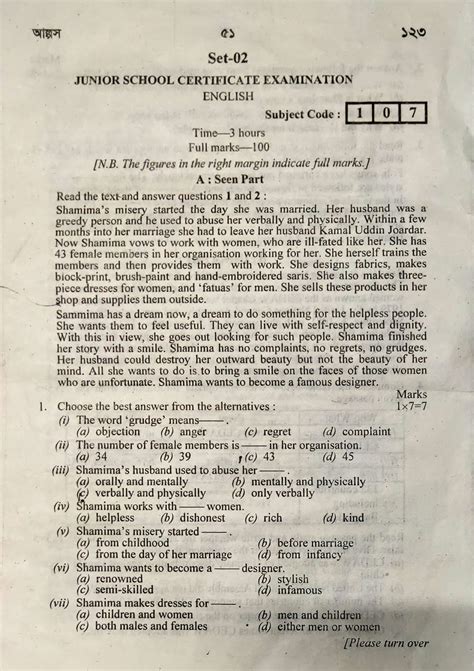 আল্লস ৫১ ১২৩
Set-02
JUNIOR SCHOOL CERTIFICATE EXAMINATION
ENGLISH
Subject Code : 1 0 7
Time—3 hours
Full marks—100
[N.B. The figures in the right margin indicate full marks.]
A : Seen Part
Read the text and answer questions 1 and 2 :
Shamima's misery started the day she was married. Her husband was a
greedy person and he used to abuse her verbally and physically. Within a few
months into her marriage she had to leave her husband Kamal Uddin Joardar.
Now Shamima vows to work with women, who are ill-fated like her. She has
43 female members in her organisation working for her. She herself trains the
members and then provides them with work. She designs fabrics, makes
block-print, brush-paint and hand-embroidered saris. She also makes three-
piece dresses for women, and 'fatuas' for men. She sells these products in her
shop and supplies them outside.
Sammima has a dream now, a dream to do something for the helpless people.
She wants them to feel useful. They can live with self-respect and dignity.
With this in view, she goes out looking for such people. Shamima finished
her story with a smile. Shamima has no complaints, no regrets, no grudges.
Her husband could destroy her outward beauty but not the beauty of her
mind. All she wants to do is to bring a smile on the faces of those women
who are unfortunate. Shamima wants to become a famous designer.
Marks
1. Choose the best answer from the alternatives : 1×7=7
(i) The word 'grudge' means——.
(a) objection (b) anger (c) regret (d) complaint
(ii) The number of female members is—— in her organisation.
(a) 34 (b) 39 (c) 43 (d) 45
(iii) Shamima's husband used to abuse her ——.
(a) orally and mentally (b) mentally and physically
(c) verbally and physically (d) only verbally
(iv) Shamima works with—— women.
(a) helpless (b) dishonest (c) rich (d) kind
(v) Shamima's misery started ——.
(a) from childhood (b) before marriage
(c) from the day of her marriage (d) from infancy
(vi) Shamima wants to become a —— designer.
(a) renowned (b) stylish
(c) semi-skilled (d) infamous
(vii) Shamima makes dresses for ——.
(a) children and women (b) men and children
(c) both males and females (d) either men or women
[Please turn over